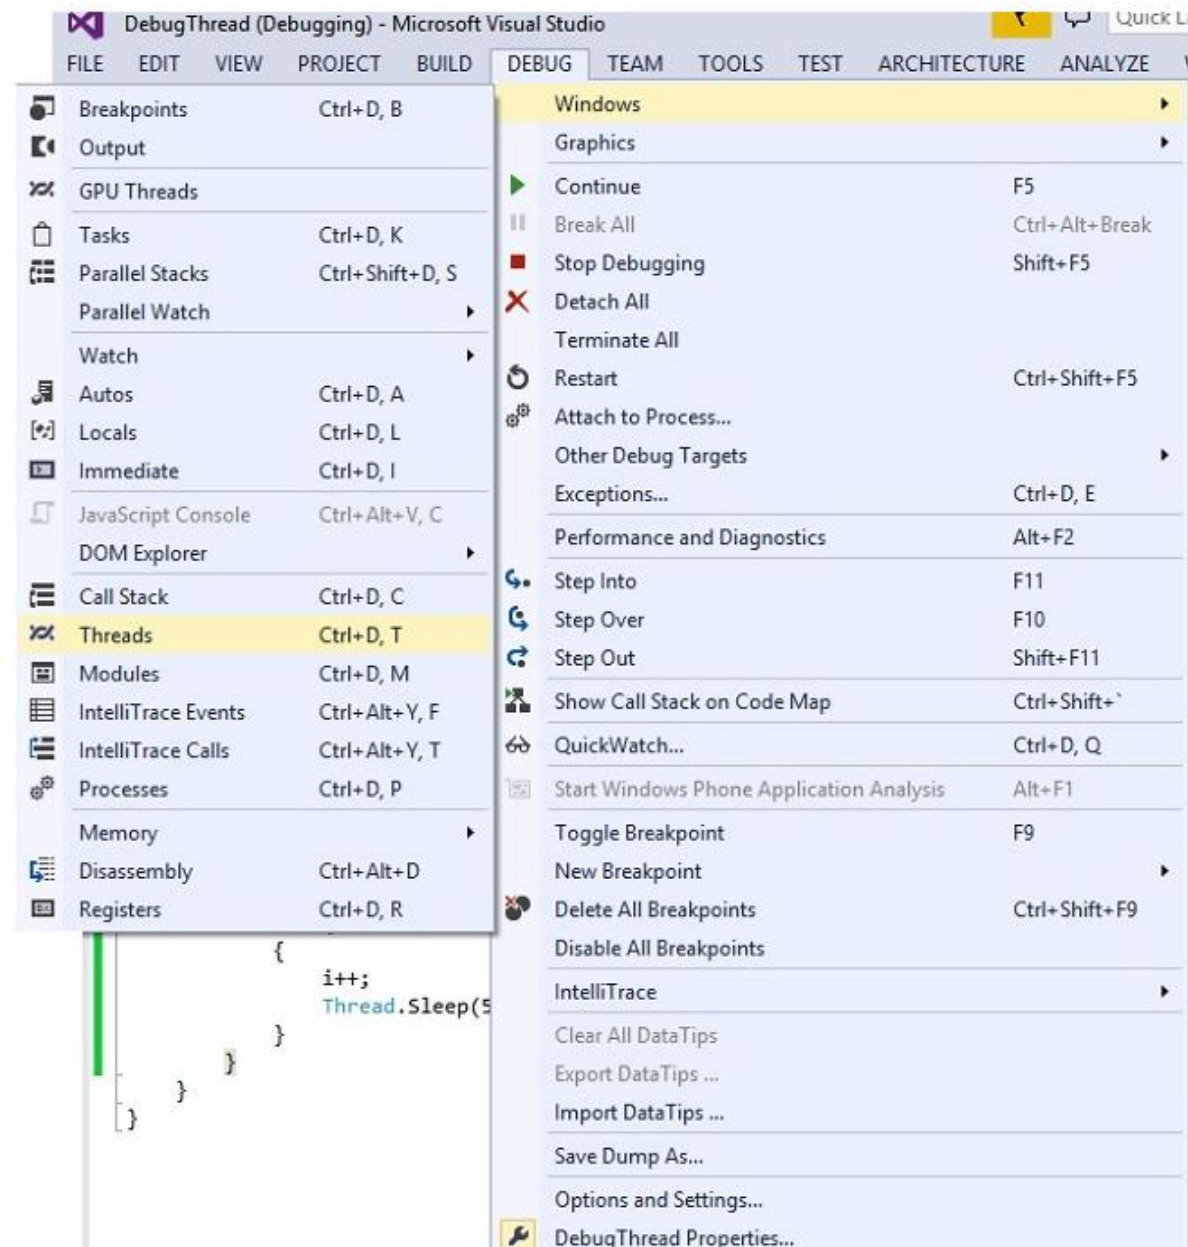 DebugThread (Debugging) - Microsoft Visual Studio
Quick L
FILE EDIT VIEW PROJECT BUILD DEBUG TEAM TOOLS TEST ARCHITECTURE ANALYZE
Breakpoints Ctrl+D, B
Output
GPU Threads
Tasks Ctrl+D, K
Parallel Stacks Ctrl+Shift+D, S
Parallel Watch
Watch
Autos Ctrl+D, A
Locals Ctrl+D, L
Immediate Ctrl+D, I
JavaScript Console Ctrl+Alt+V, C
DOM Explorer
Call Stack Ctrl+D, C
Threads Ctrl+D, T
Modules Ctrl+D, M
IntelliTrace Events Ctrl+Alt+Y, F
IntelliTrace Calls Ctrl+Alt+Y, T
Processes Ctrl+D, P
Memory
Disassembly Ctrl+Alt+D
Registers Ctrl+D, R
{
i++;
Thread.Sleep(5
}
}
}
}
Windows
Graphics
Continue F5
Break All Ctrl+Alt+Break
Stop Debugging Shift+F5
Detach All
Terminate All
Restart Ctrl+Shift+F5
Attach to Process...
Other Debug Targets
Exceptions... Ctrl+D, E
Performance and Diagnostics Alt+F2
Step Into F11
Step Over F10
Step Out Shift+F11
Show Call Stack on Code Map Ctrl+Shift+`
QuickWatch... Ctrl+D, Q
Start Windows Phone Application Analysis Alt+F1
Toggle Breakpoint F9
New Breakpoint
Delete All Breakpoints Ctrl+Shift+F9
Disable All Breakpoints
IntelliTrace
Clear All DataTips
Export DataTips ...
Import DataTips ...
Save Dump As...
Options and Settings...
DebugThread Properties...